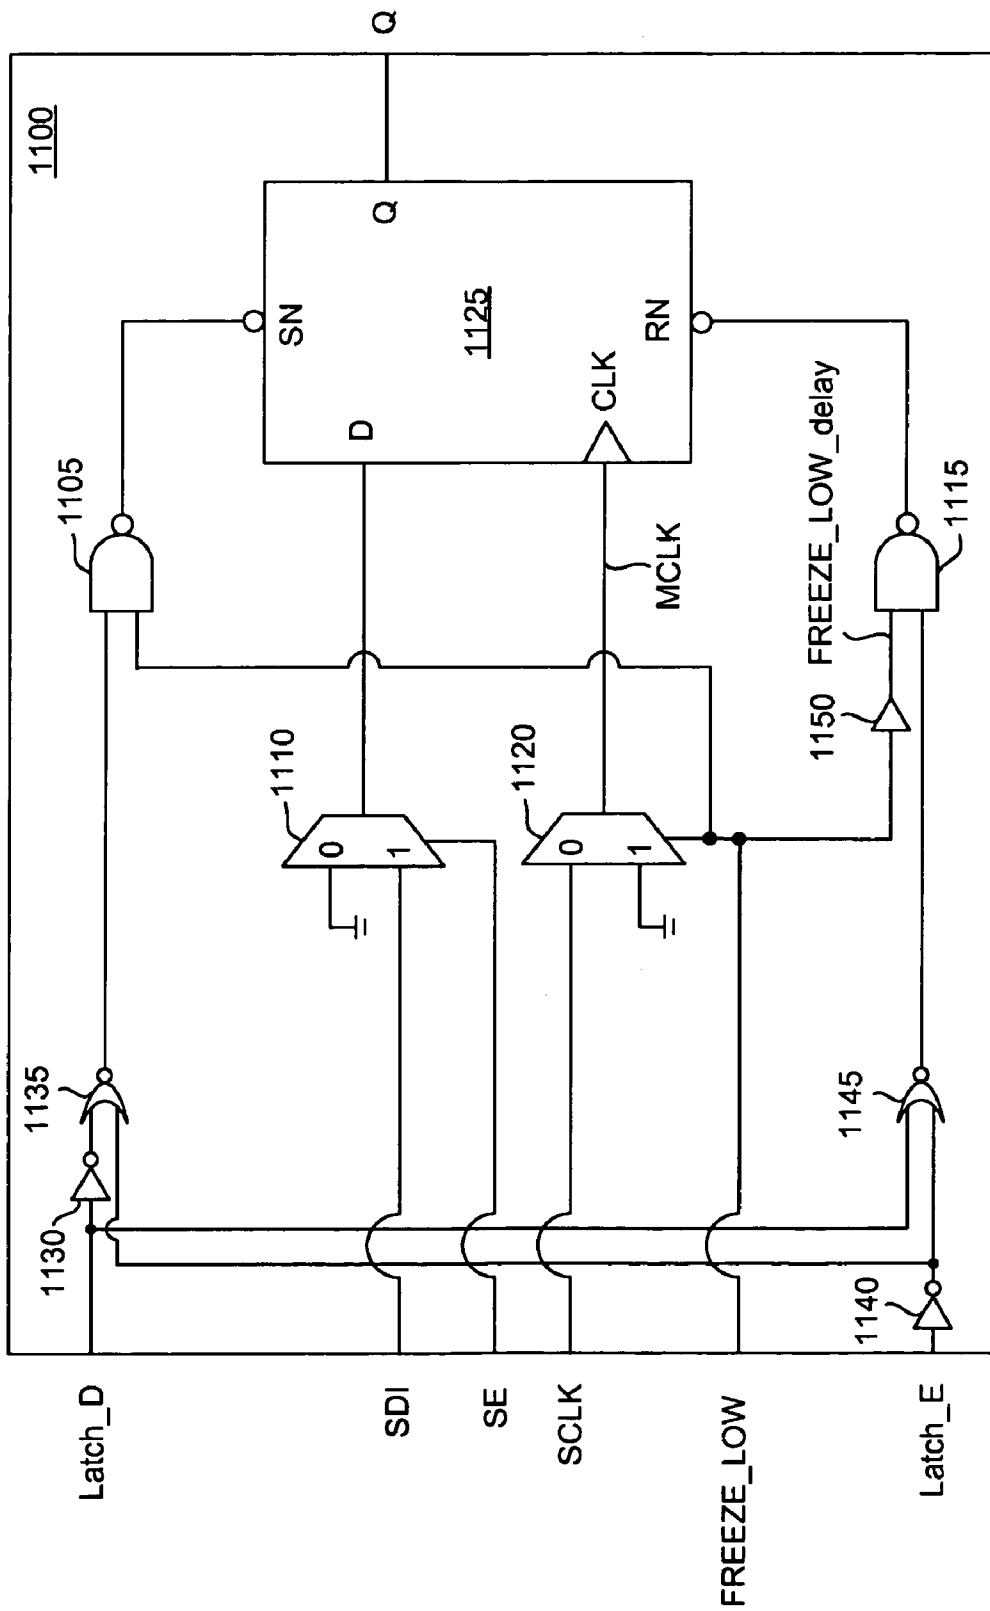 1100
Q
Latch_D
1130
1135
1105
SN
Q
1125
D
CLK
RN
1110
0
1
SDI
SE
1120
0
1
SCLK
MCLK
FREEZE_LOW
1150
FREEZE_LOW_delay
1115
1145
1140
Latch_E